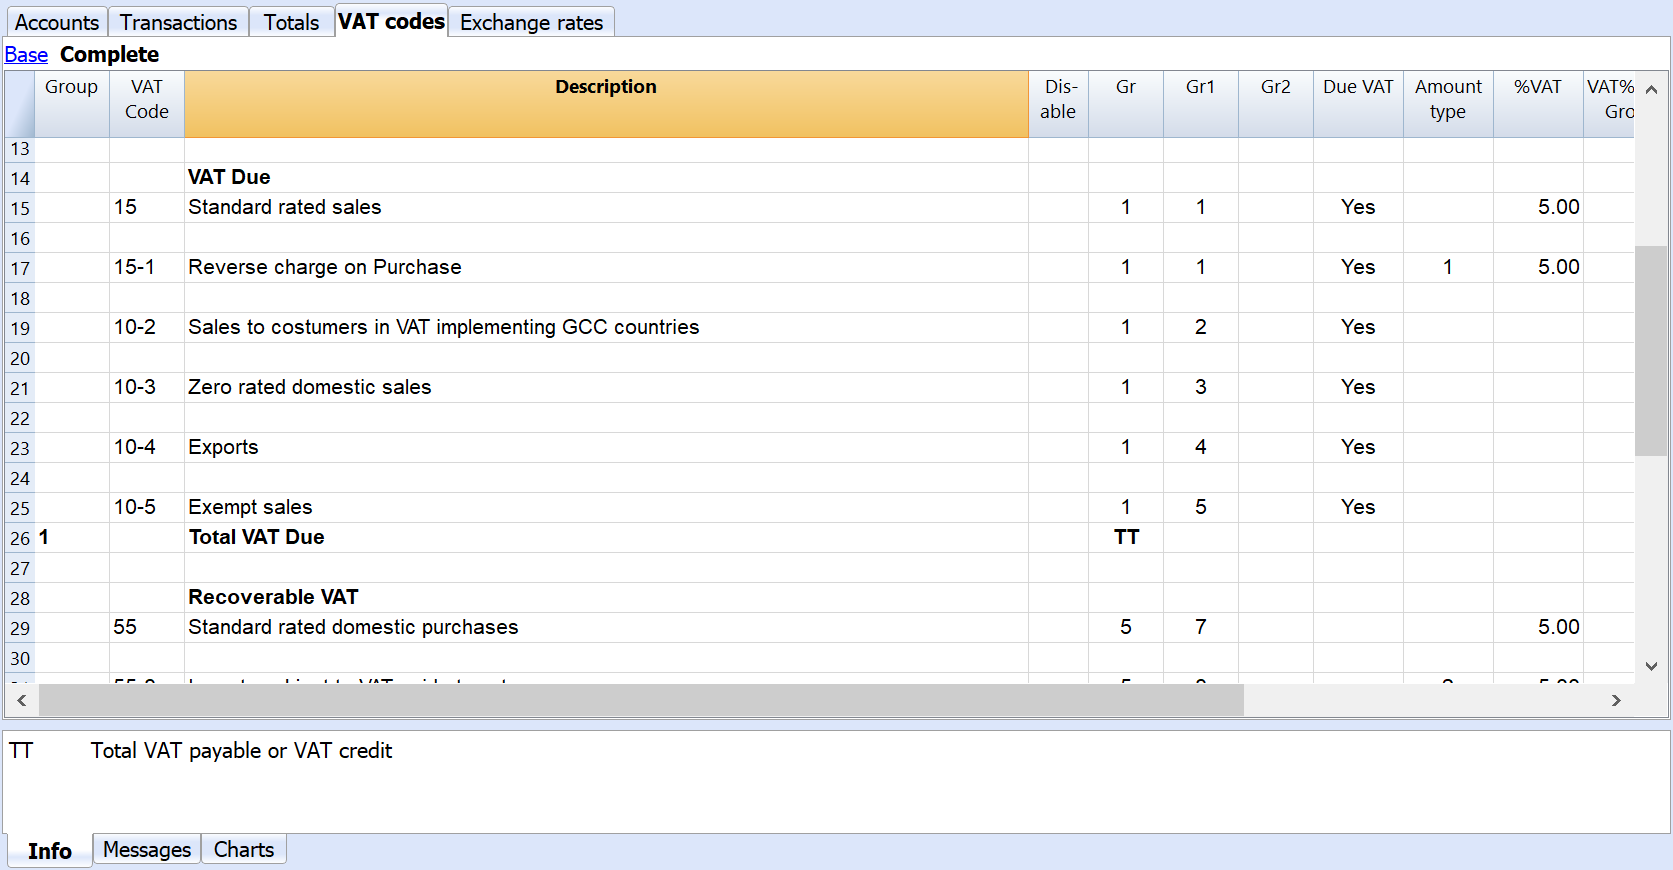 Accounts Transactions Totals VAT codes Exchange rates
Base Complete
Group VAT Code Description Dis-able Gr Gr1 Gr2 Due VAT Amount type %VAT VAT% Gro
13
14 VAT Due
15 15 Standard rated sales 1 1 Yes 5.00
16
17 15-1 Reverse charge on Purchase 1 1 Yes 1 5.00
18
19 10-2 Sales to costumers in VAT implementing GCC countries 1 2 Yes
20
21 10-3 Zero rated domestic sales 1 3 Yes
22
23 10-4 Exports 1 4 Yes
24
25 10-5 Exempt sales 1 5 Yes
26 1 Total VAT Due TT
27
28 Recoverable VAT
29 55 Standard rated domestic purchases 5 7 5.00
30
TT Total VAT payable or VAT credit
Info Messages Charts